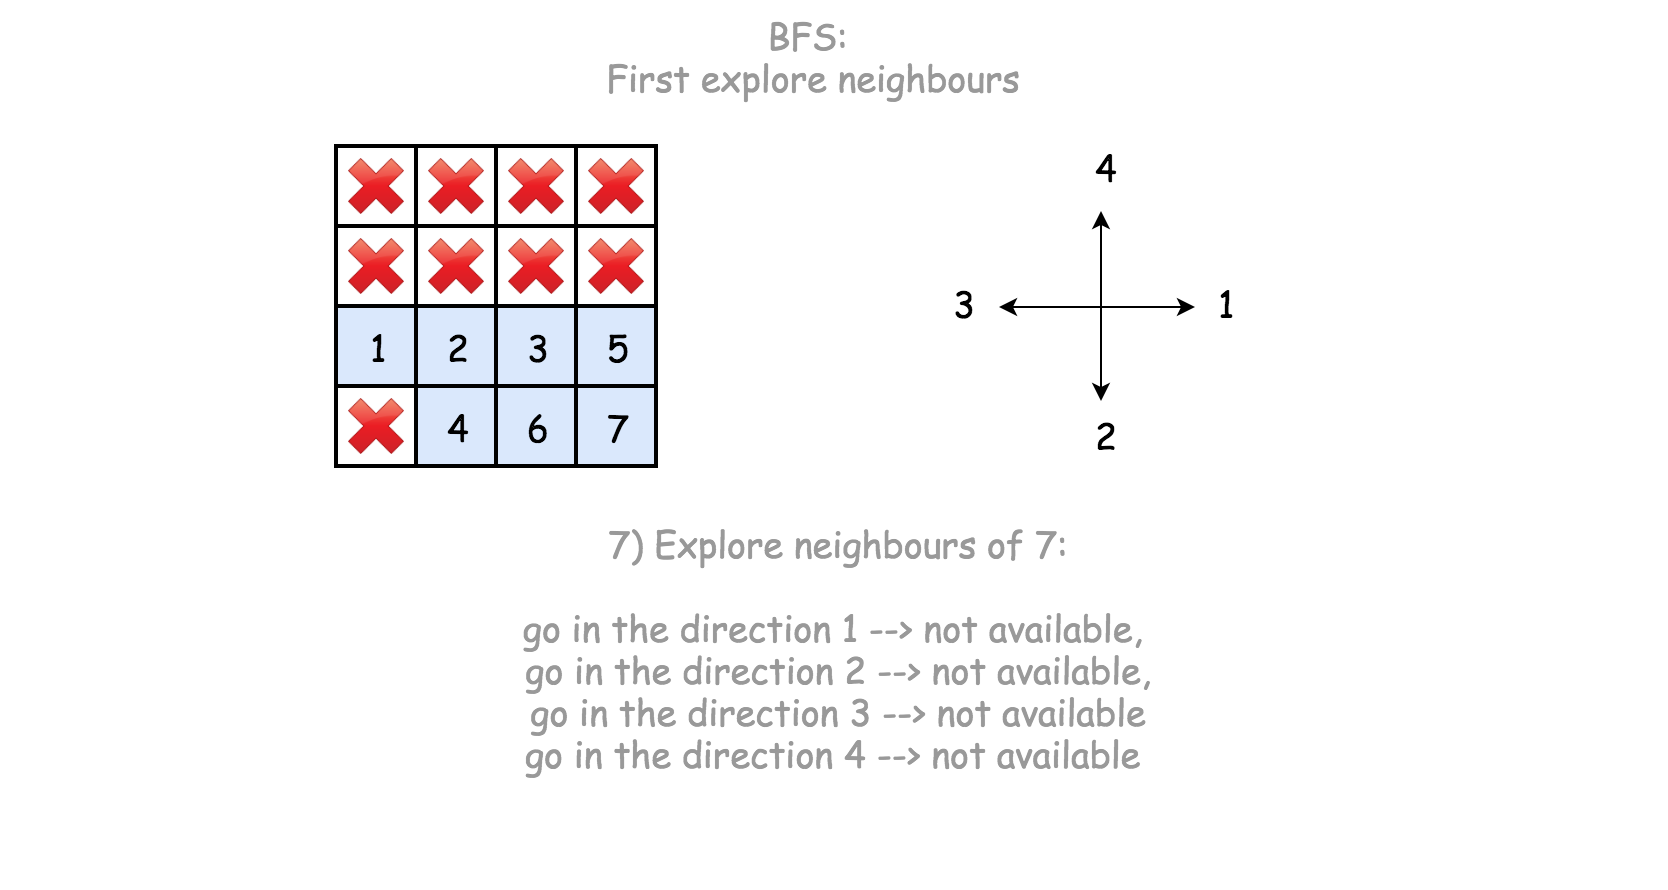 BFS:
First explore neighbours
4
3 1
1 2 3 5
4 6 7
2
7) Explore neighbours of 7:
go in the direction 1 --> not available,
go in the direction 2 --> not available,
go in the direction 3 --> not available
go in the direction 4 --> not available